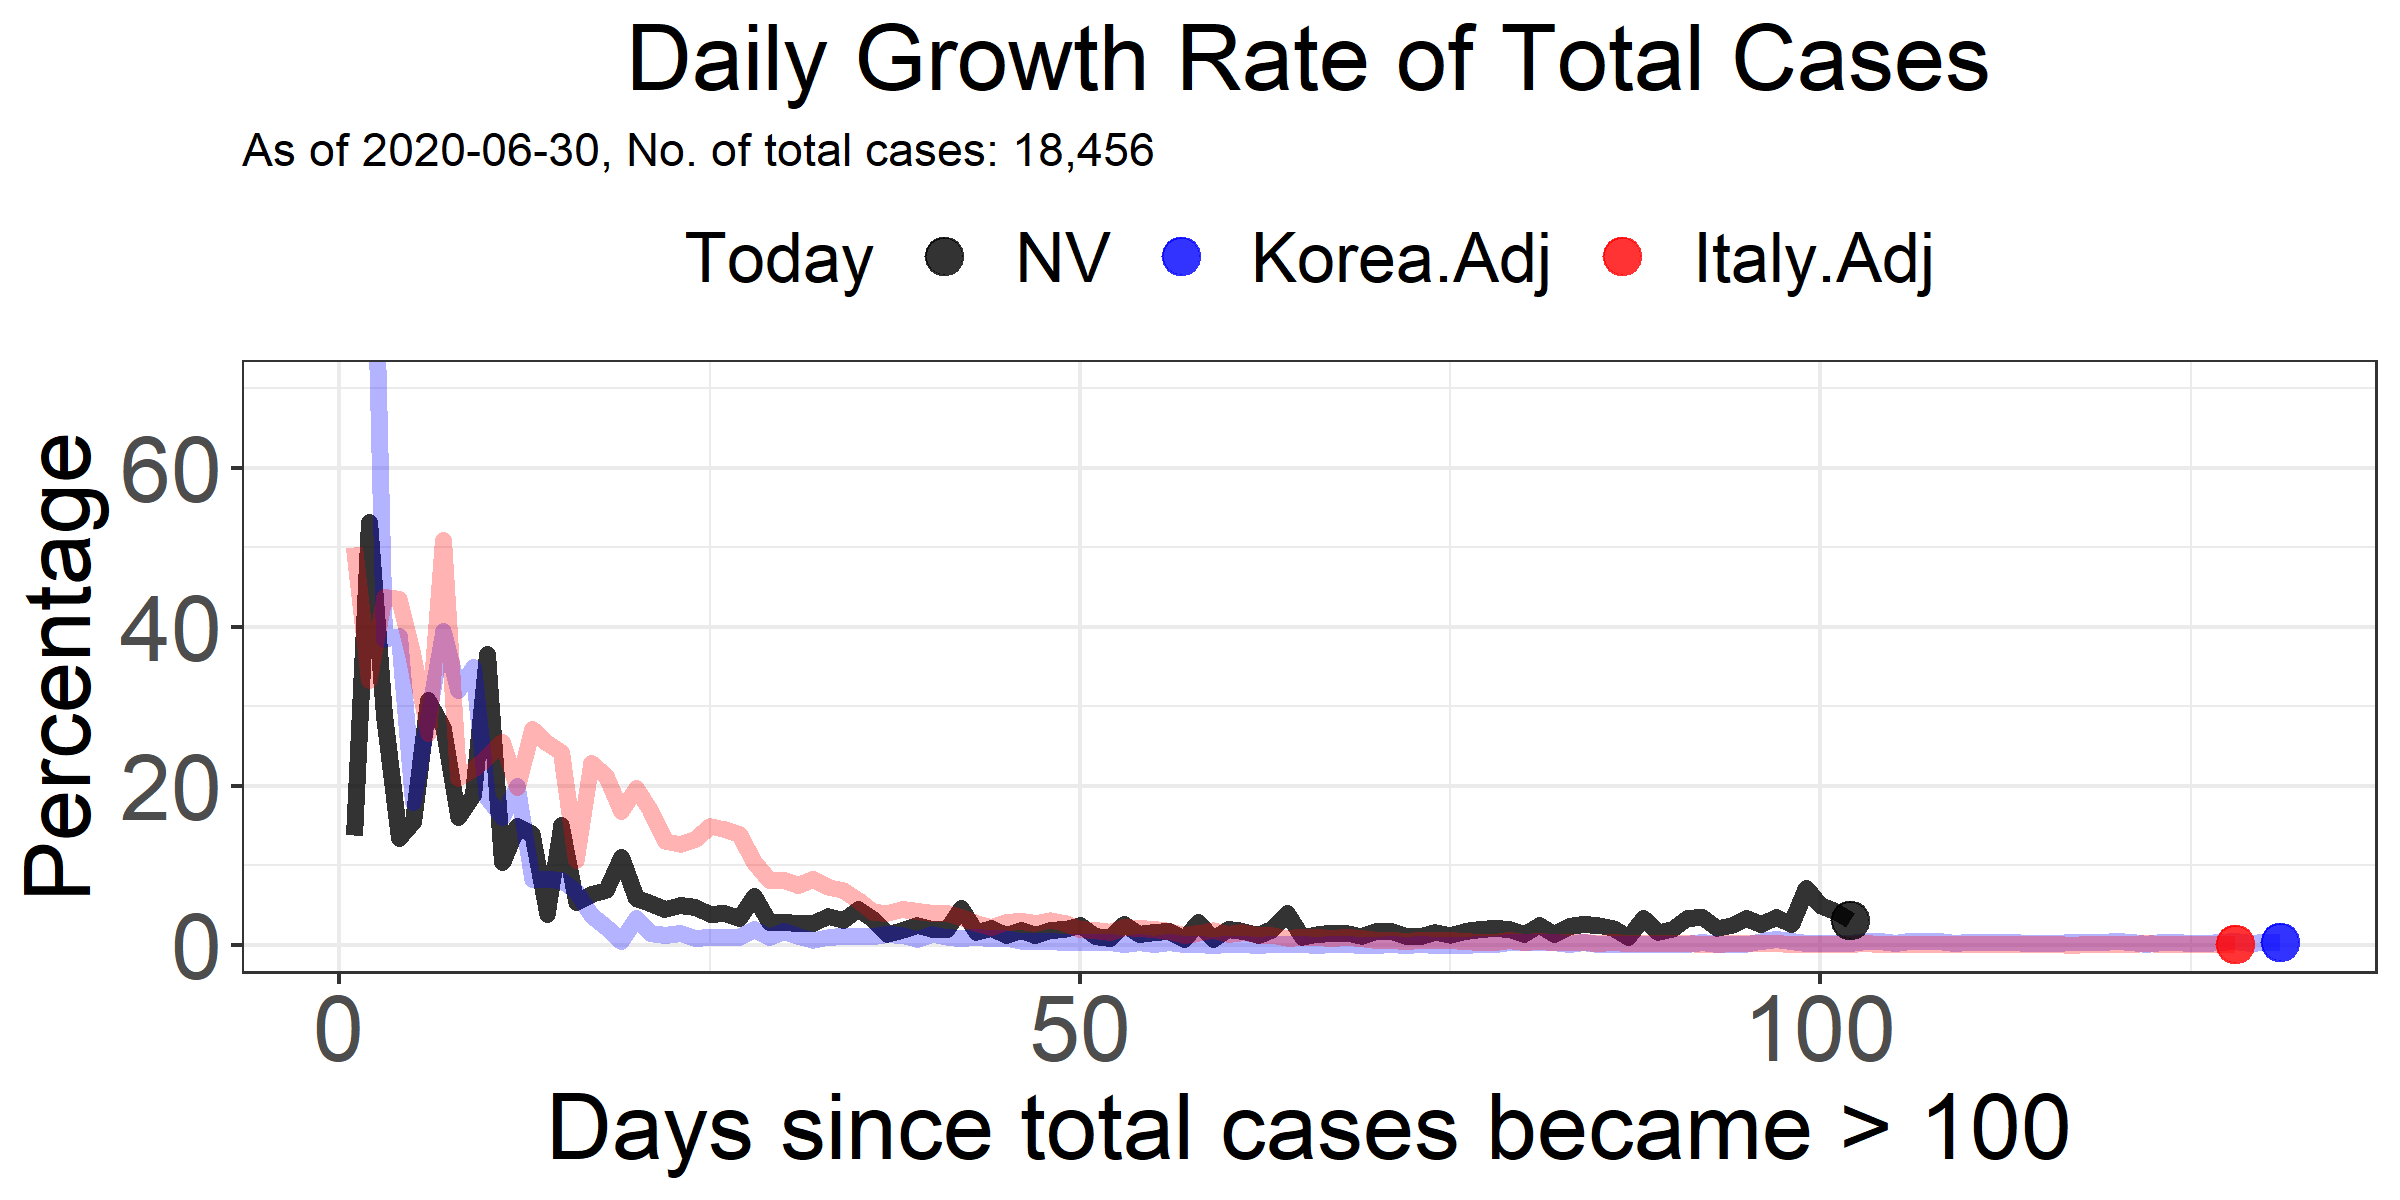 Daily Growth Rate of Total Cases
As of 2020-06-30, No. of total cases: 18,456
Today NV Korea.Adj Italy.Adj
Percentage
60
40
20
0
0 50 100
Days since total cases became > 100